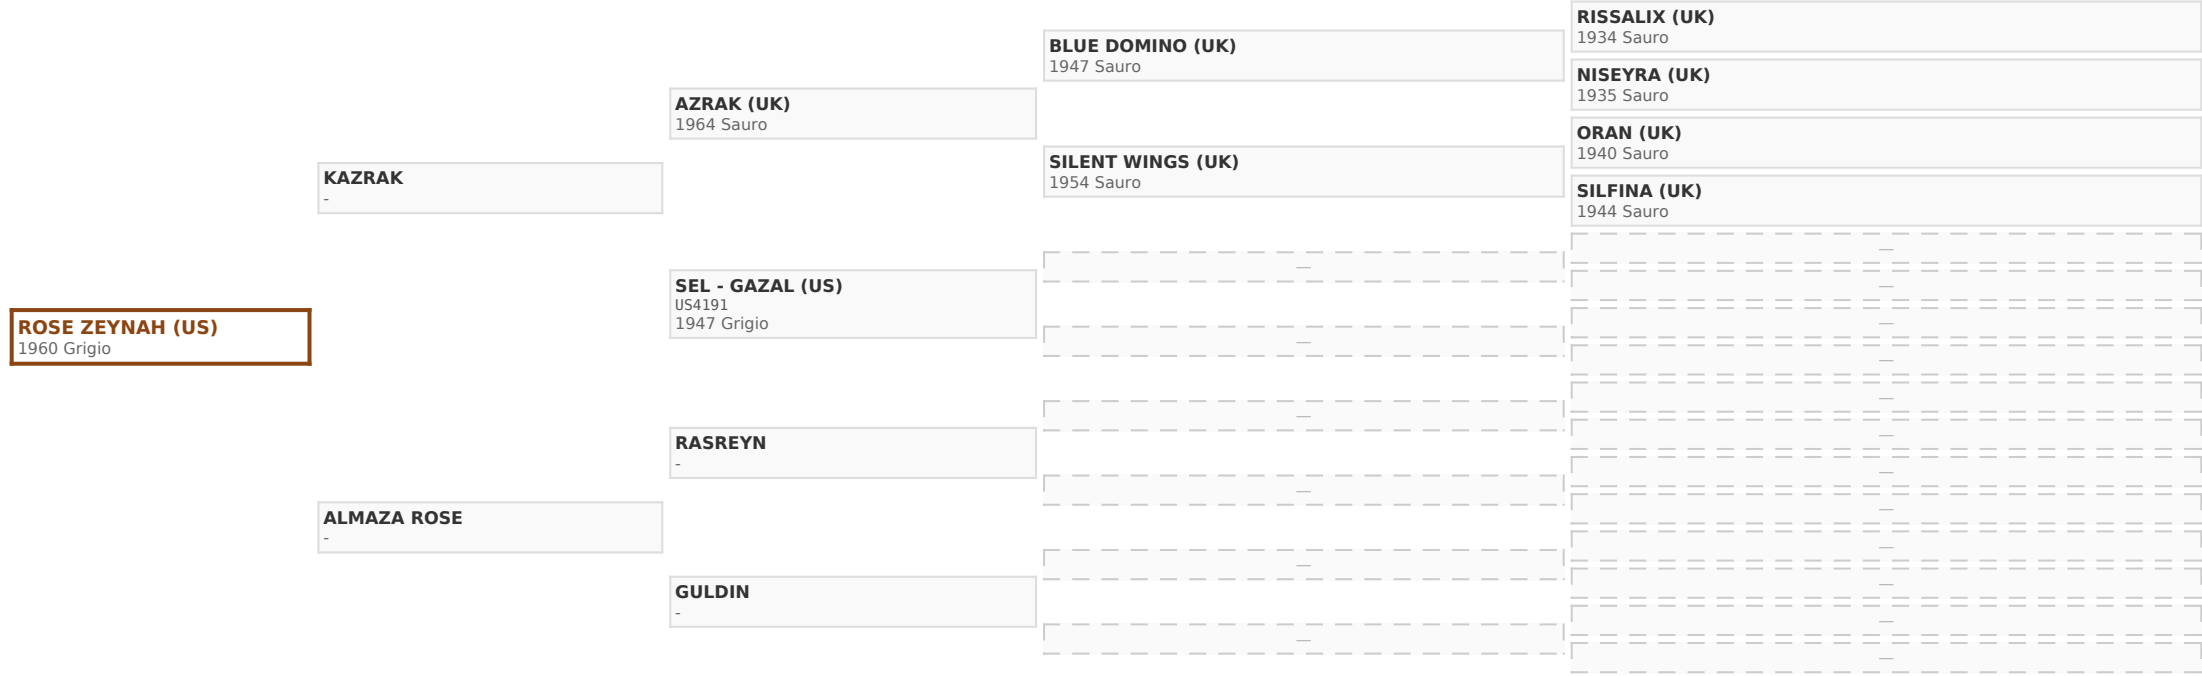 ROSE ZEYNAH (US)
1960 Grigio
KAZRAK
-
ALMAZA ROSE
-
AZRAK (UK)
1964 Sauro
SEL - GAZAL (US)
US4191
1947 Grigio
RASREYN
-
GULDIN
-
BLUE DOMINO (UK)
1947 Sauro
SILENT WINGS (UK)
1954 Sauro
—
—
—
—
—
—
RISSALIX (UK)
1934 Sauro
NISEYRA (UK)
1935 Sauro
ORAN (UK)
1940 Sauro
SILFINA (UK)
1944 Sauro
—
—
—
—
—
—
—
—
—
—
—
—